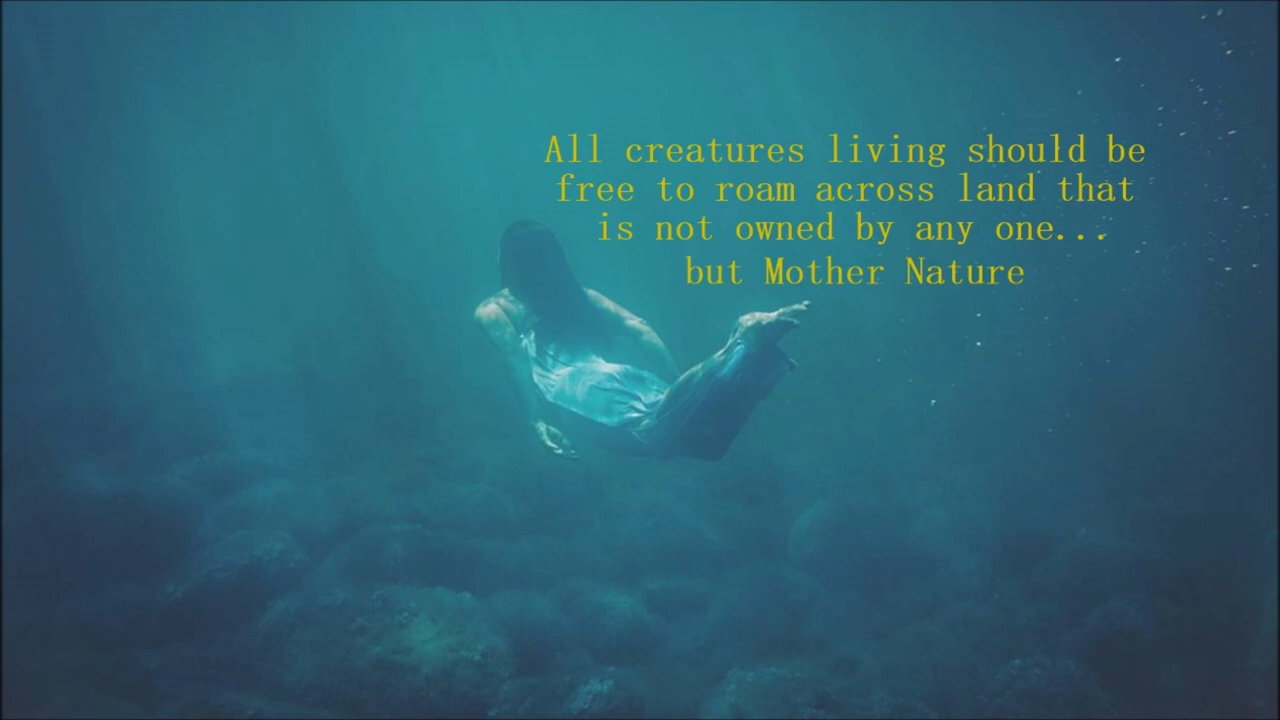 All creatures living should be
free to roam across land that
is not owned by any one...
but Mother Nature